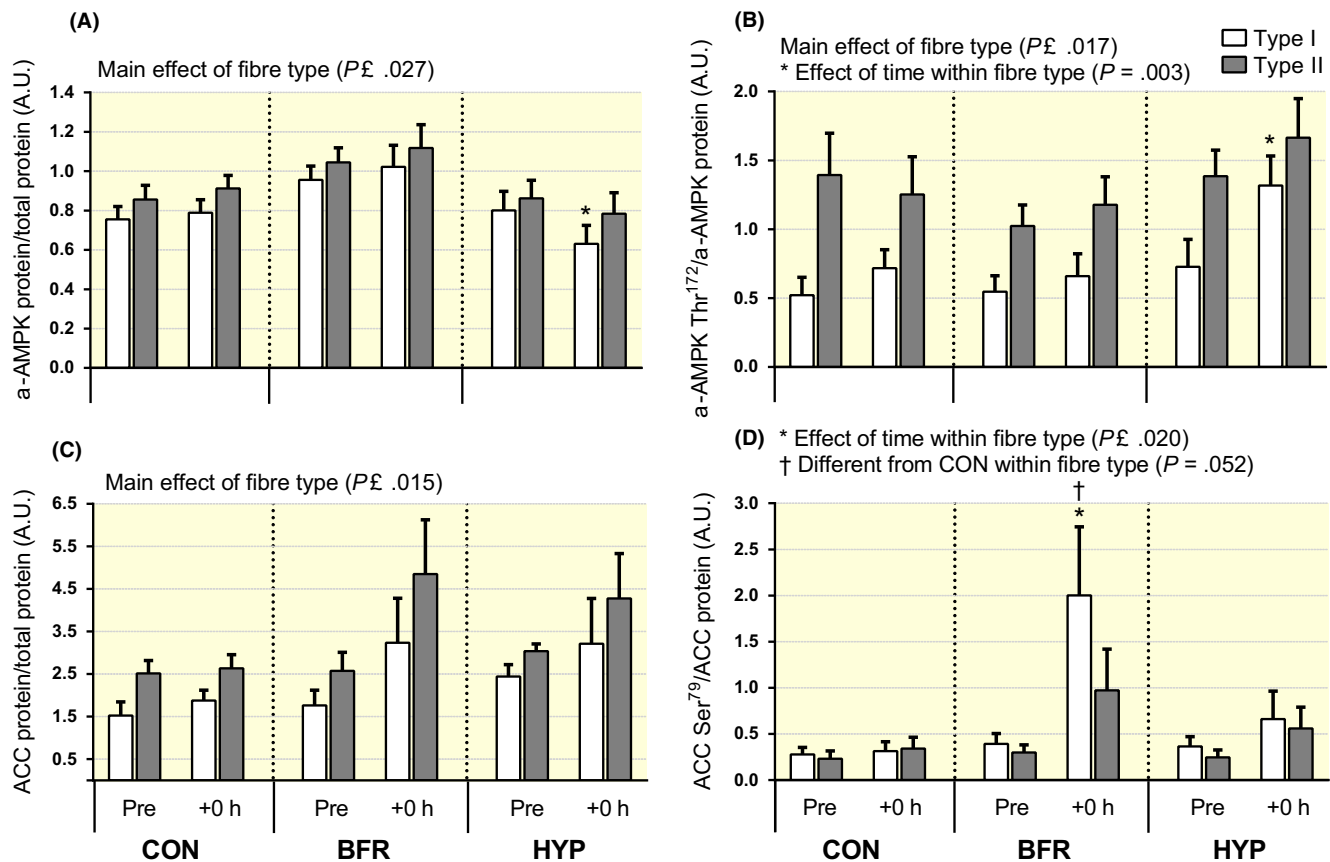 (A)
Main effect of fibre type (P£ .027)
a-AMPK protein/total protein (A.U.)
1.4
1.2
1.0
0.8
0.6
0.4
0.2
0.0
*
(B)
Main effect of fibre type (P£ .017)
* Effect of time within fibre type (P = .003)
Type I
Type II
a-AMPK Thr¹⁷²/a-AMPK protein (A.U.)
2.0
1.5
1.0
0.5
0.0
*
(C)
Main effect of fibre type (P£ .015)
ACC protein/total protein (A.U.)
6.5
5.5
4.5
3.5
2.5
1.5
0.5
Pre +0 h Pre +0 h Pre +0 h
CON BFR HYP
(D)
* Effect of time within fibre type (P£ .020)
† Different from CON within fibre type (P = .052)
ACC Ser⁷⁹/ACC protein (A.U.)
3.0
2.5
2.0
1.5
1.0
0.5
0.0
†
*
Pre +0 h Pre +0 h Pre +0 h
CON BFR HYP